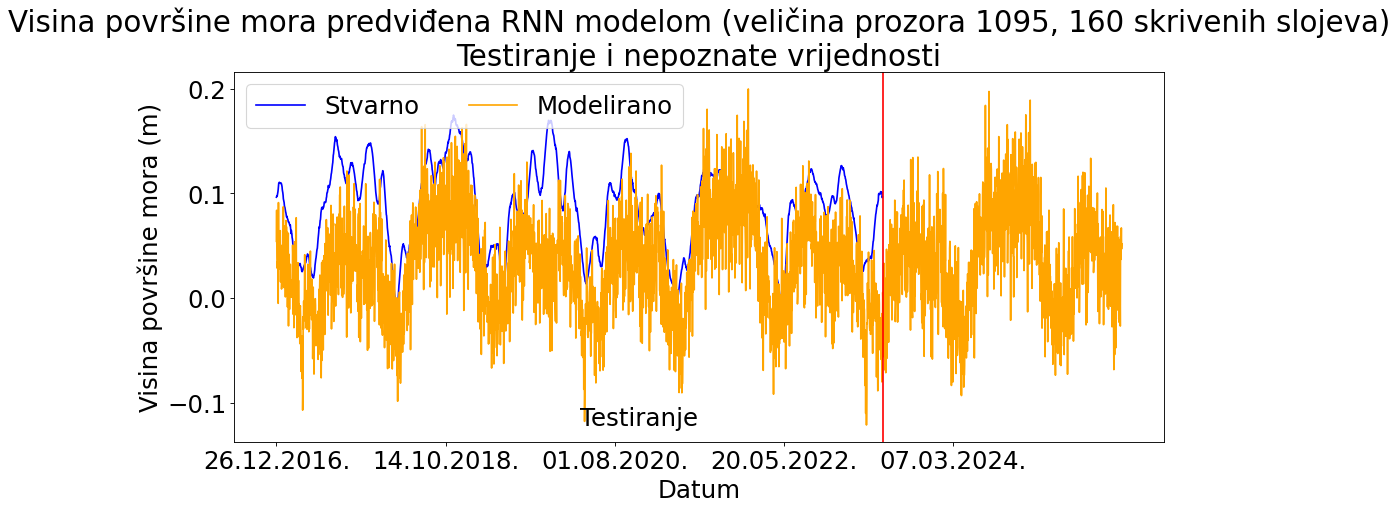 Visina površine mora predviđena RNN modelom (veličina prozora 1095, 160 skrivenih slojeva)
Testiranje i nepoznate vrijednosti
Stvarno Modelirano
Visina površine mora (m)
0.2
0.1
0.0
−0.1
Testiranje
26.12.2016. 14.10.2018. 01.08.2020. 20.05.2022. 07.03.2024.
Datum